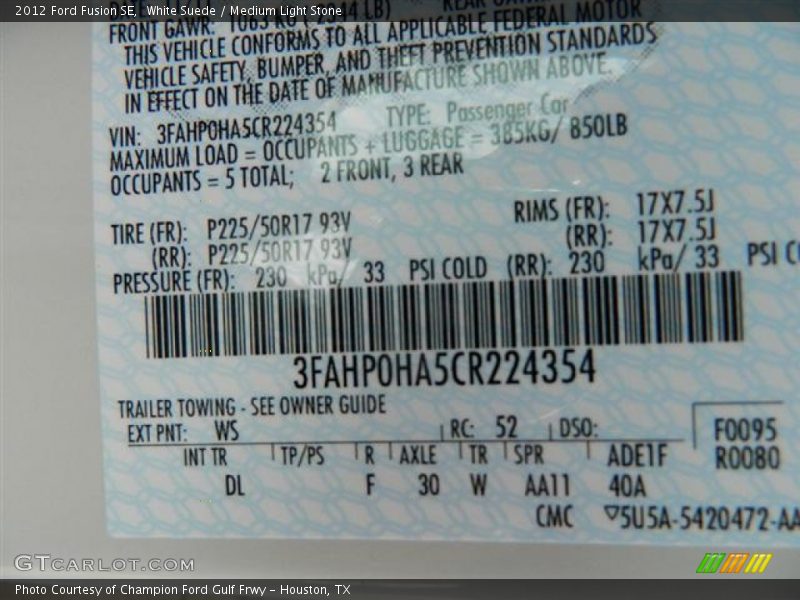 2012 Ford Fusion SE, White Suede / Medium Light Stone
FRONT GAWR: 1063 KG
THIS VEHICLE CONFORMS TO ALL APPLICABLE FEDERAL MOTOR
VEHICLE SAFETY, BUMPER, AND THEFT PREVENTION STANDARDS
IN EFFECT ON THE DATE OF MANUFACTURE SHOWN ABOVE.
VIN: 3FAHP0HA5CR224354 TYPE: Passenger Car
MAXIMUM LOAD = OCCUPANTS + LUGGAGE = 385KG/ 850LB
OCCUPANTS = 5 TOTAL; 2 FRONT, 3 REAR
TIRE (FR): P225/50R17 93V RIMS (FR): 17X7.5J
(RR): P225/50R17 93V (RR): 17X7.5J
PRESSURE (FR): 230 kPa/ 33 PSI COLD (RR): 230 kPa/ 33 PSI
3FAHP0HA5CR224354
TRAILER TOWING - SEE OWNER GUIDE
EXT PNT: WS RC: 52 DSO: F0095
INT TR TP/PS R AXLE TR SPR ADE1F R0080
DL F 30 W AA11 40A
CMC ▽5U5A-5420472-AA
GTCARLOT.COM
Photo Courtesy of Champion Ford Gulf Frwy - Houston, TX